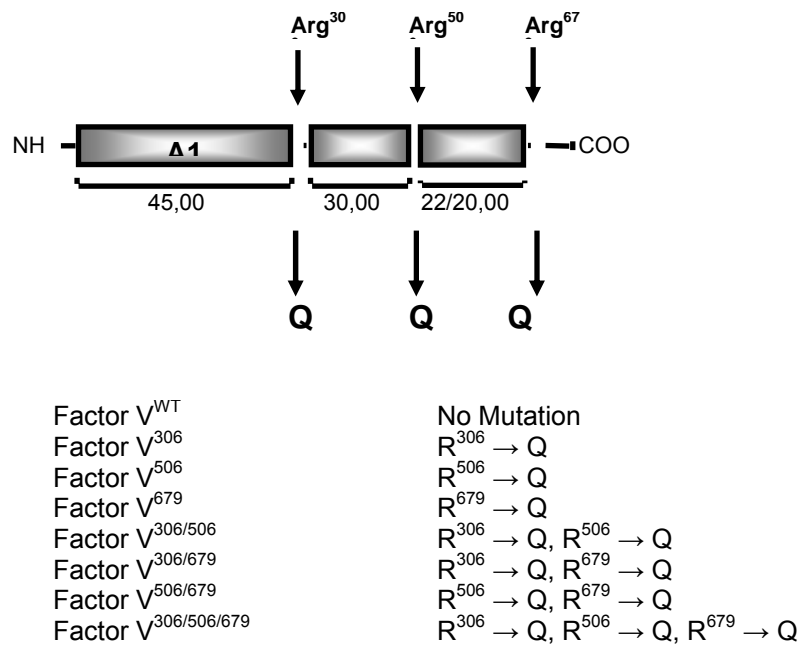 Arg³⁰ Arg⁵⁰ Arg⁶⁷
NH Δ1 COO
45,00 30,00 22/20,00
Q Q Q
Factor Vᵂᵀ No Mutation
Factor V³⁰⁶ R³⁰⁶ → Q
Factor V⁵⁰⁶ R⁵⁰⁶ → Q
Factor V⁶⁷⁹ R⁶⁷⁹ → Q
Factor V³⁰⁶/⁵⁰⁶ R³⁰⁶ → Q, R⁵⁰⁶ → Q
Factor V³⁰⁶/⁶⁷⁹ R³⁰⁶ → Q, R⁶⁷⁹ → Q
Factor V⁵⁰⁶/⁶⁷⁹ R⁵⁰⁶ → Q, R⁶⁷⁹ → Q
Factor V³⁰⁶/⁵⁰⁶/⁶⁷⁹ R³⁰⁶ → Q, R⁵⁰⁶ → Q, R⁶⁷⁹ → Q